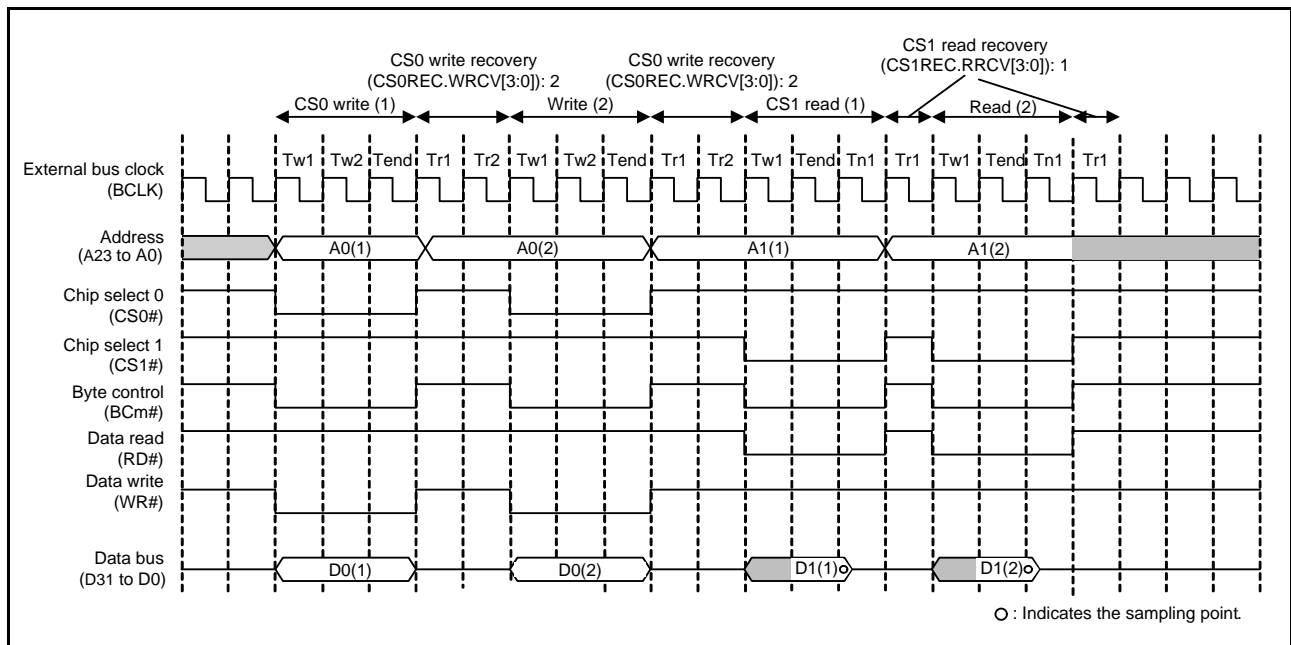 CS1 read recovery
(CS1REC.RRCV[3:0]): 1
CS0 write recovery
(CS0REC.WRCV[3:0]): 2
CS0 write recovery
(CS0REC.WRCV[3:0]): 2
CS0 write (1)
Write (2)
CS1 read (1)
Read (2)
Tw1 Tw2 Tend Tr1 Tr2 Tw1 Tw2 Tend Tr1 Tr2 Tw1 Tend Tn1 Tr1 Tw1 Tend Tn1 Tr1
External bus clock
(BCLK)
Address
(A23 to A0)
A0(1) A0(2) A1(1) A1(2)
Chip select 0
(CS0#)
Chip select 1
(CS1#)
Byte control
(BCm#)
Data read
(RD#)
Data write
(WR#)
Data bus
(D31 to D0)
D0(1) D0(2) D1(1) D1(2)
: Indicates the sampling point.